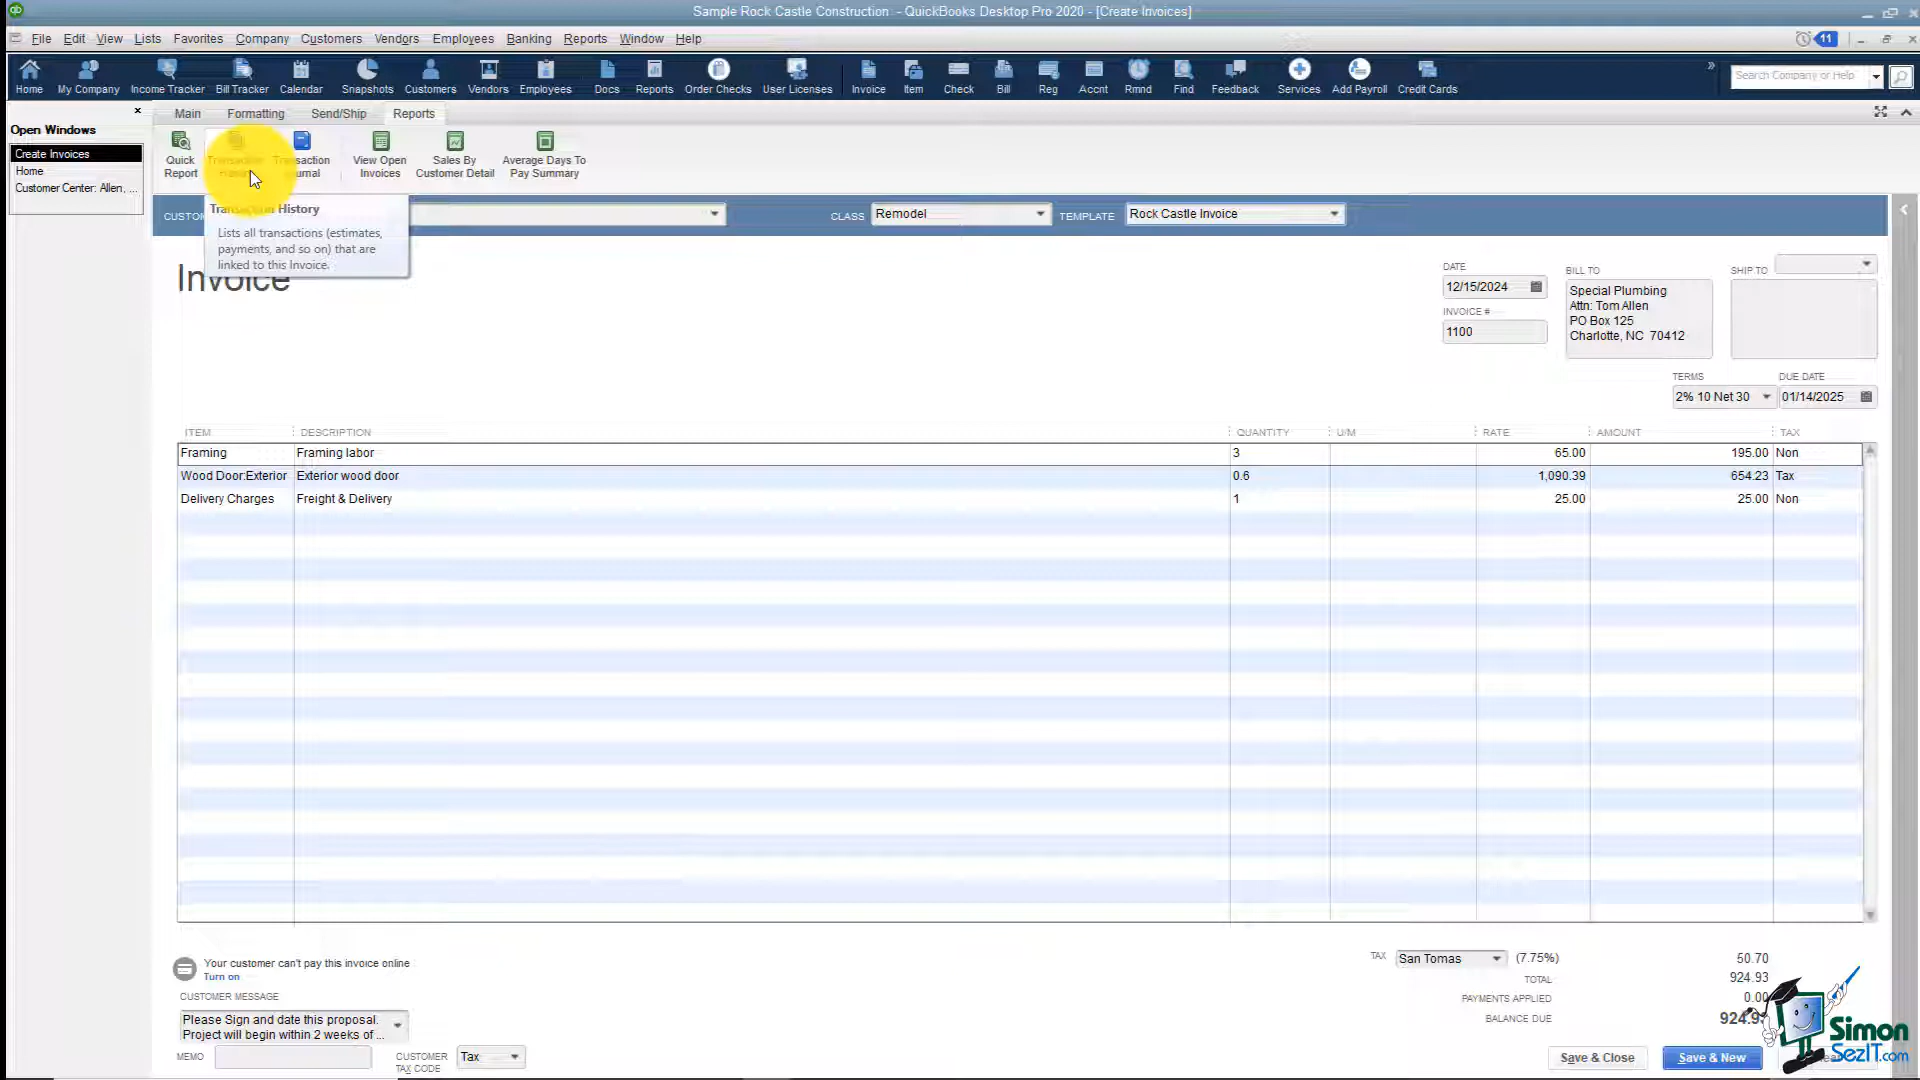 Sample Rock Castle Construction - QuickBooks Desktop Pro 2020 - [Create Invoices]
File Edit View Lists Favorites Company Customers Vendors Employees Banking Reports Window Help 11
Home My Company Income Tracker Bill Tracker Calendar Snapshots Customers Vendors Employees Docs Reports Order Checks User Licenses Invoice Item Check Bill Reg Accnt Rmnd Find Feedback Services Add Payroll Credit Cards Search Company or Help
Main Formatting Send/Ship Reports
Open Windows
Create Invoices
Home
Customer Center: Allen, ...
Quick Report
Transaction
View Open Invoices
Sales By Customer Detail
Average Days To Pay Summary
Transaction History
Lists all transactions (estimates,
payments, and so on) that are
linked to this Invoice.
CLASS Remodel TEMPLATE Rock Castle Invoice
Invoice
DATE
12/15/2024
INVOICE #
1100
BILL TO
Special Plumbing
Attn: Tom Allen
PO Box 125
Charlotte, NC 70412
SHIP TO
TERMS DUE DATE
2% 10 Net 30 01/14/2025
ITEM DESCRIPTION QUANTITY U/M RATE AMOUNT TAX
Framing Framing labor 3 65.00 195.00 Non
Wood Door:Exterior Exterior wood door 0.6 1,090.39 654.23 Tax
Delivery Charges Freight & Delivery 1 25.00 25.00 Non
Your customer can't pay this invoice online
Turn on
CUSTOMER MESSAGE
Please Sign and date this proposal.
Project will begin within 2 weeks of ...
MEMO
CUSTOMER TAX CODE Tax
TAX San Tomas (7.75%) 50.70
TOTAL 924.93
PAYMENTS APPLIED 0.00
BALANCE DUE
Save & Close Save & New
Simon
SezIT.com